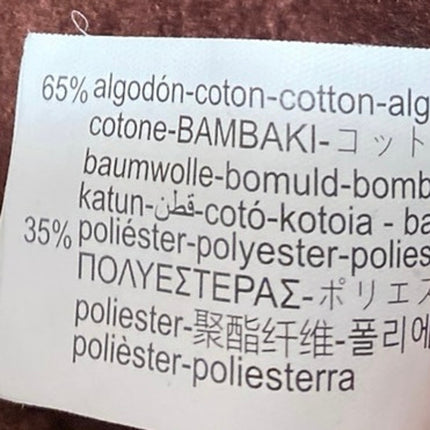 65% algodón-coton-cotton-alg
cotone-BAMBAKI-コット
baumwolle-bomuld-bomb
katun-قطن-cotó-kotoia - ba
35% poliéster-polyester-polies
ΠΟΛΥΕΣΤΕΡΑΣ-ポリエス
poliester-聚酯纤维-폴리에
polièster-poliesterra